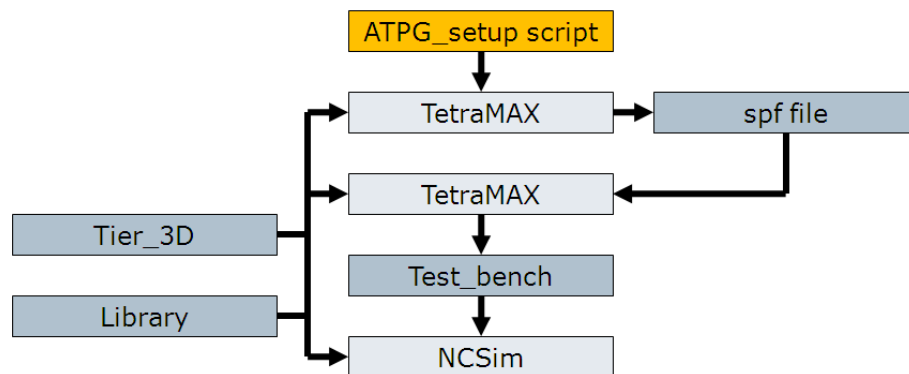 ATPG_setup script
TetraMAX
spf file
TetraMAX
Tier_3D
Test_bench
Library
NCSim